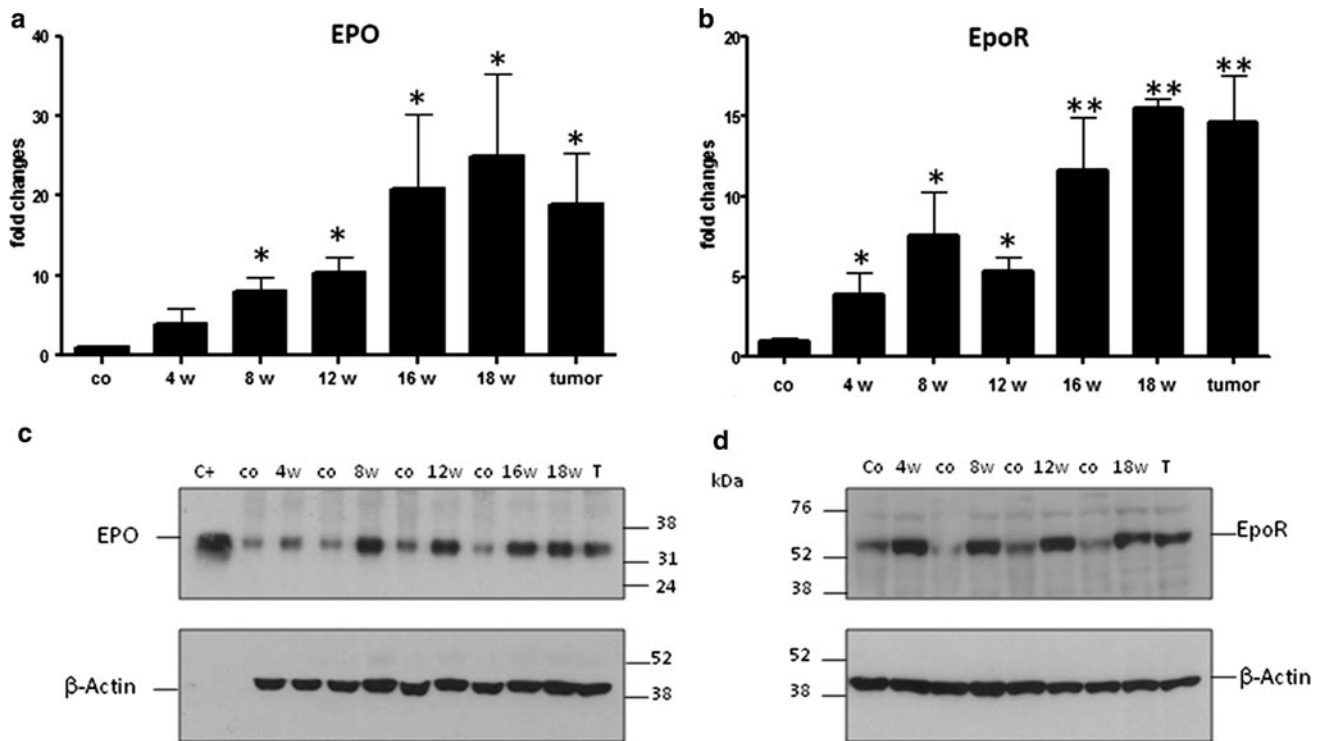 a
EPO
fold changes
40
30
20
10
0
*
*
*
*
*
co 4 w 8 w 12 w 16 w 18 w tumor
b
EpoR
fold changes
20
15
10
5
0
*
*
*
**
**
**
co 4 w 8 w 12 w 16 w 18 w tumor
c
C+ co 4w co 8w co 12w co 16w 18w T
EPO
38
31
24
β-Actin
52
38
d
kDa
Co 4w co 8w co 12w co 18w T
76
52
38
EpoR
52
38
β-Actin